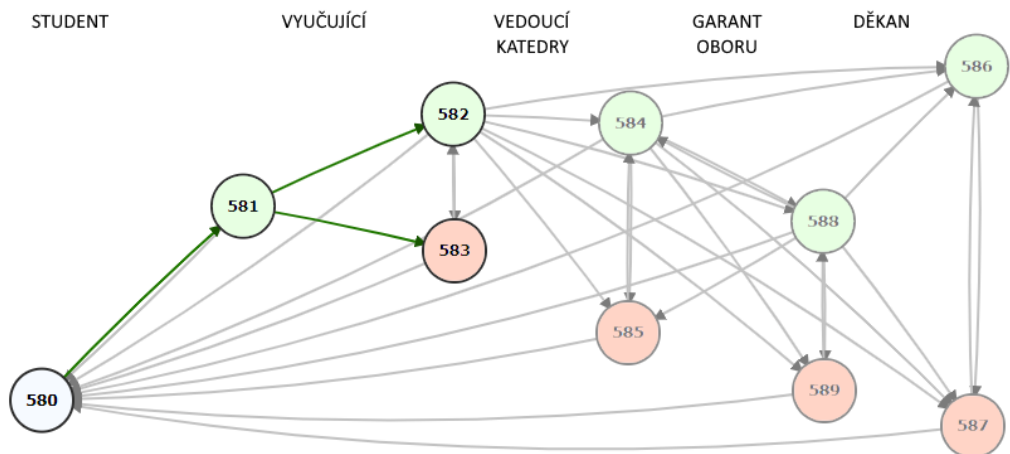 STUDENT
VYUČUJÍCÍ
VEDOUCÍ
KATEDRY
GARANT
OBORU
DĚKAN
586
582
584
581
588
583
585
589
580
587